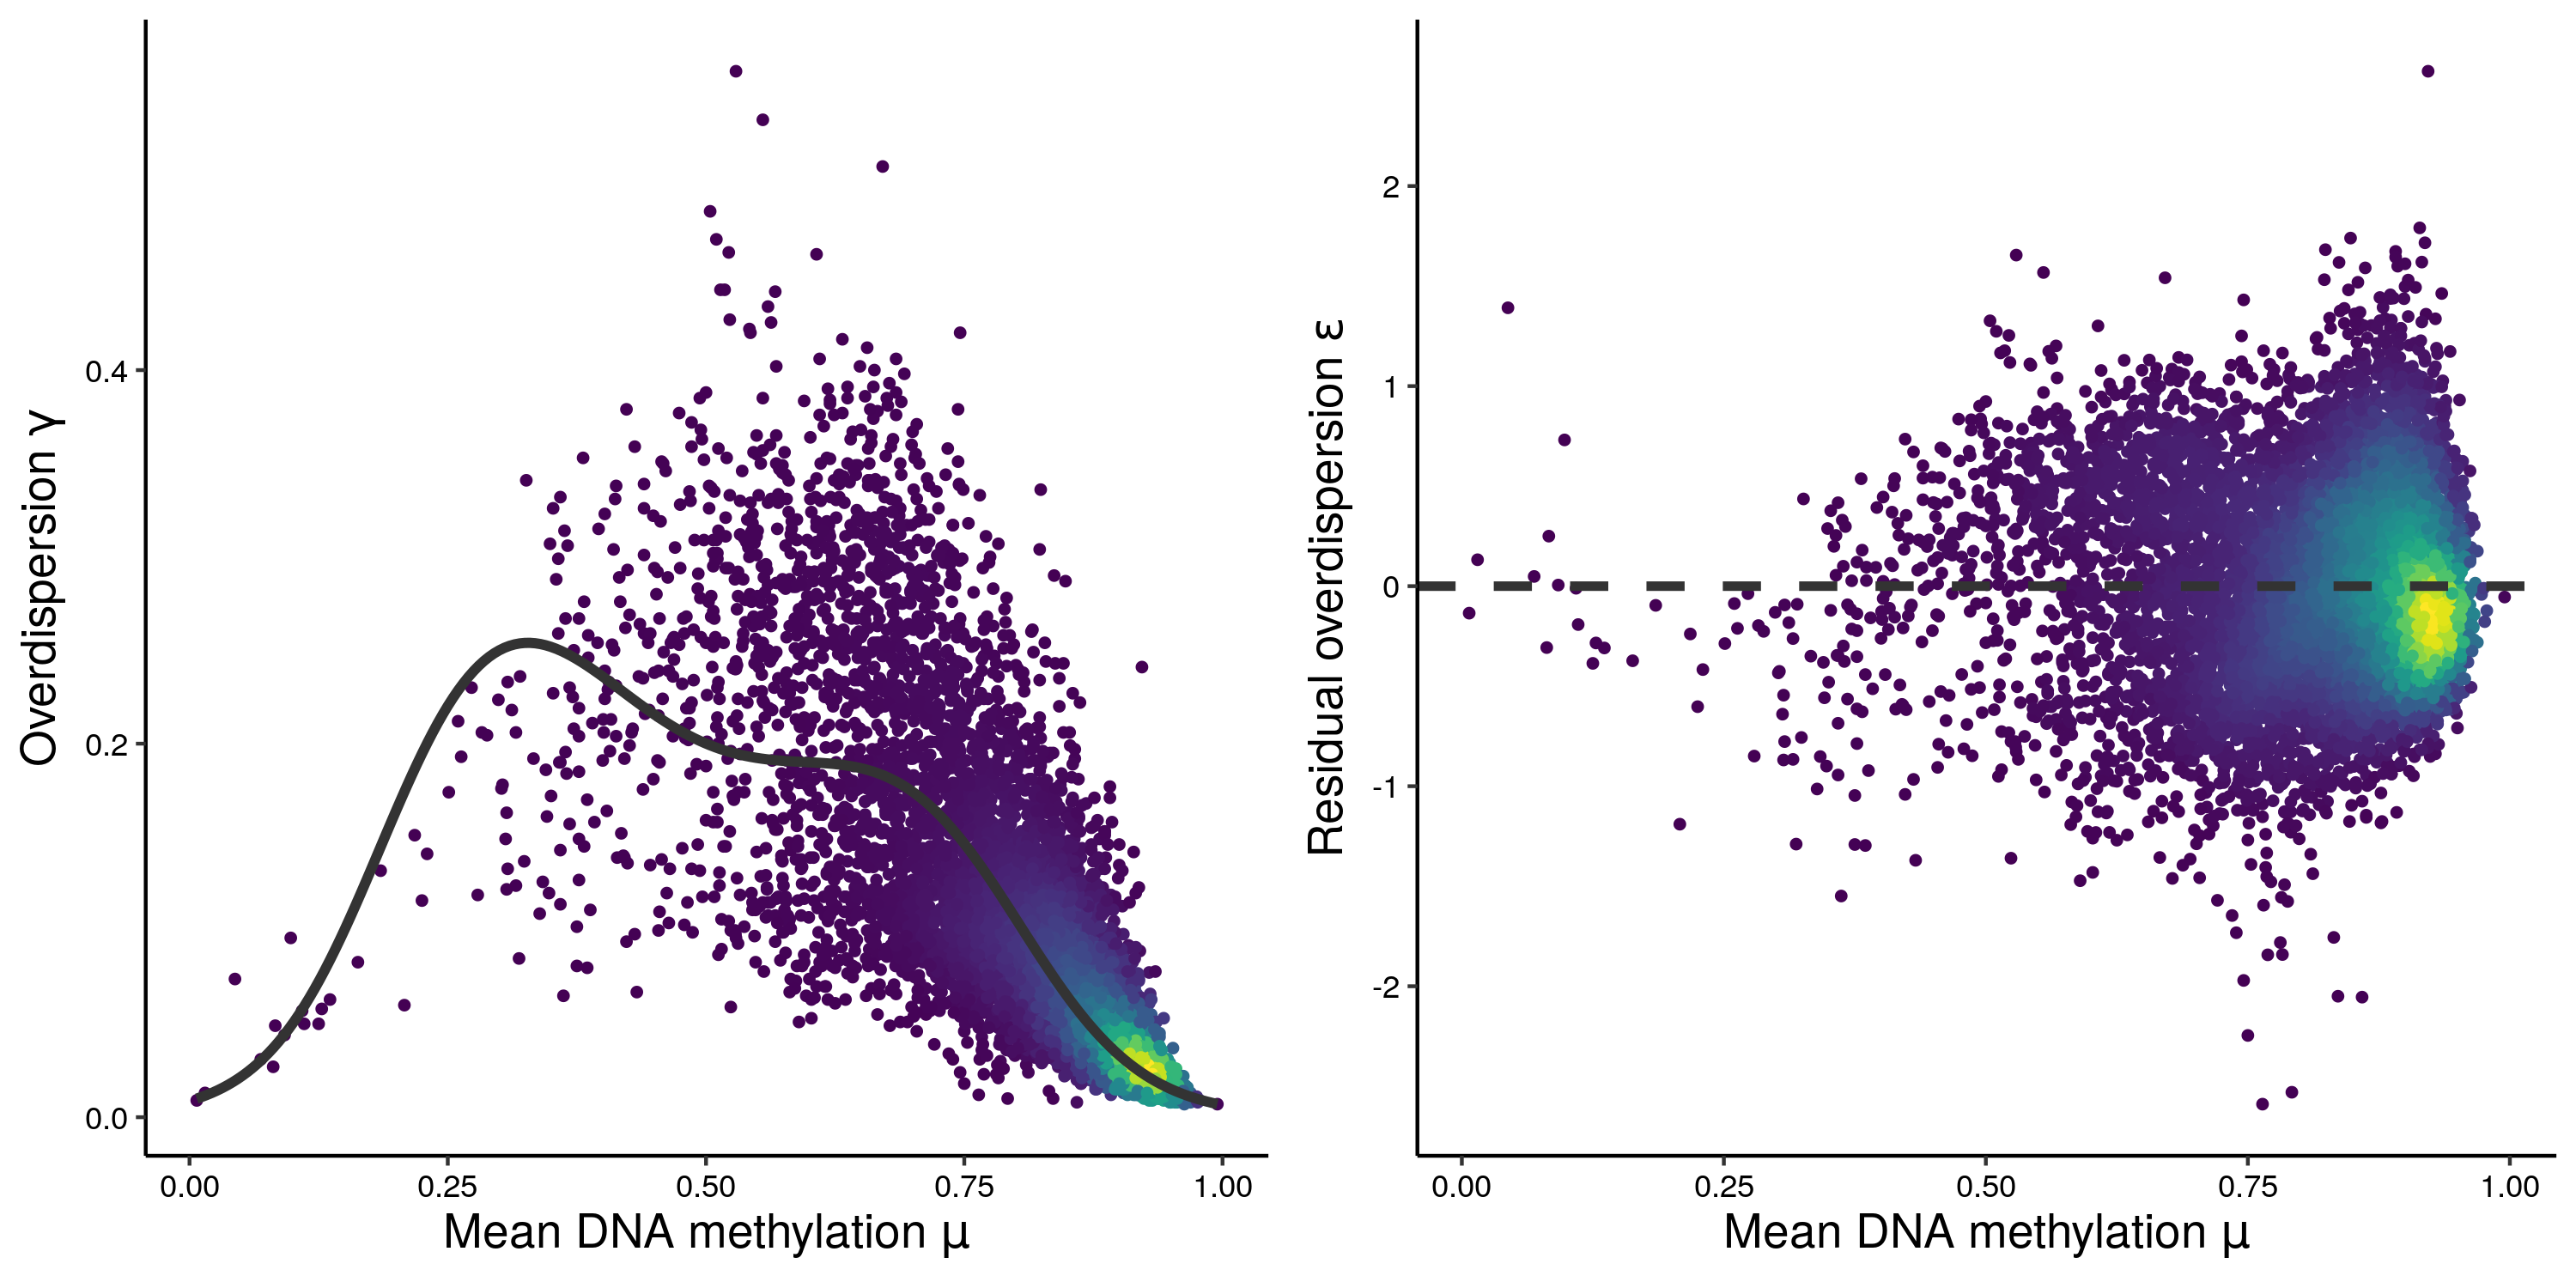 Overdispersion γ
0.4
0.2
0.0
0.00 0.25 0.50 0.75 1.00
Mean DNA methylation μ
Residual overdispersion ε
2
1
0
-1
-2
0.00 0.25 0.50 0.75 1.00
Mean DNA methylation μ